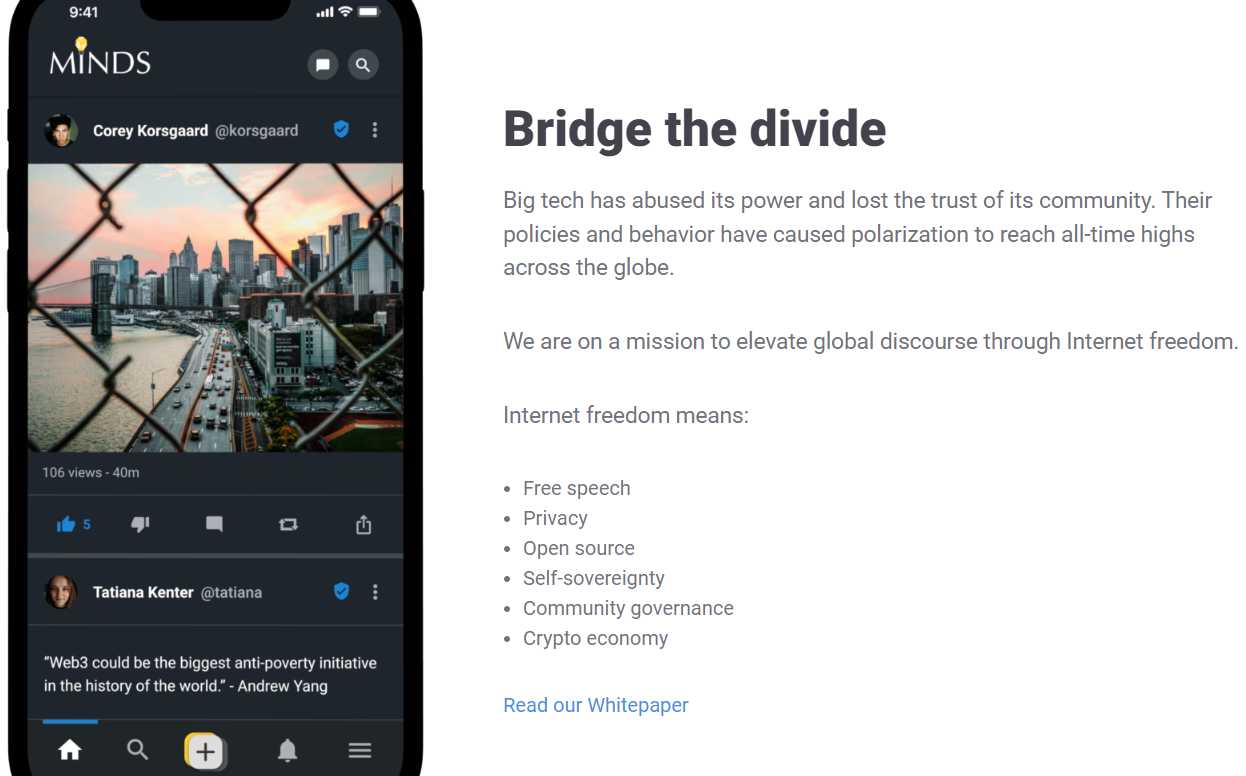 9:41
MINDS
Corey Korsgaard @korsgaard
106 views - 40m
5
Tatiana Kenter @tatiana
“Web3 could be the biggest anti-poverty initiative
in the history of the world.” - Andrew Yang
Bridge the divide
Big tech has abused its power and lost the trust of its community. Their
policies and behavior have caused polarization to reach all-time highs
across the globe.
We are on a mission to elevate global discourse through Internet freedom.
Internet freedom means:
• Free speech
• Privacy
• Open source
• Self-sovereignty
• Community governance
• Crypto economy
Read our Whitepaper